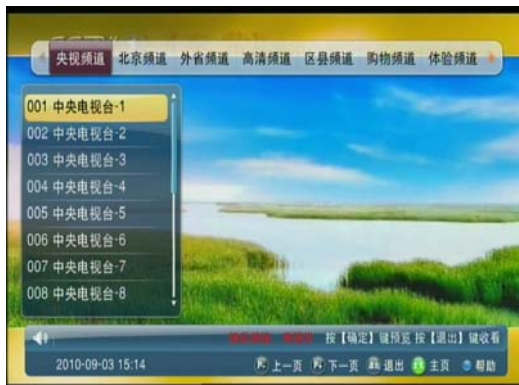 央视频道 北京频道 外省频道 高清频道 区县频道 购物频道 体验频道
001 中央电视台-1
002 中央电视台-2
003 中央电视台-3
004 中央电视台-4
005 中央电视台-5
006 中央电视台-6
007 中央电视台-7
008 中央电视台-8
按【确定】键预览 按【退出】键收看
2010-09-03 15:14 上一页 下一页 退出 主页 帮助